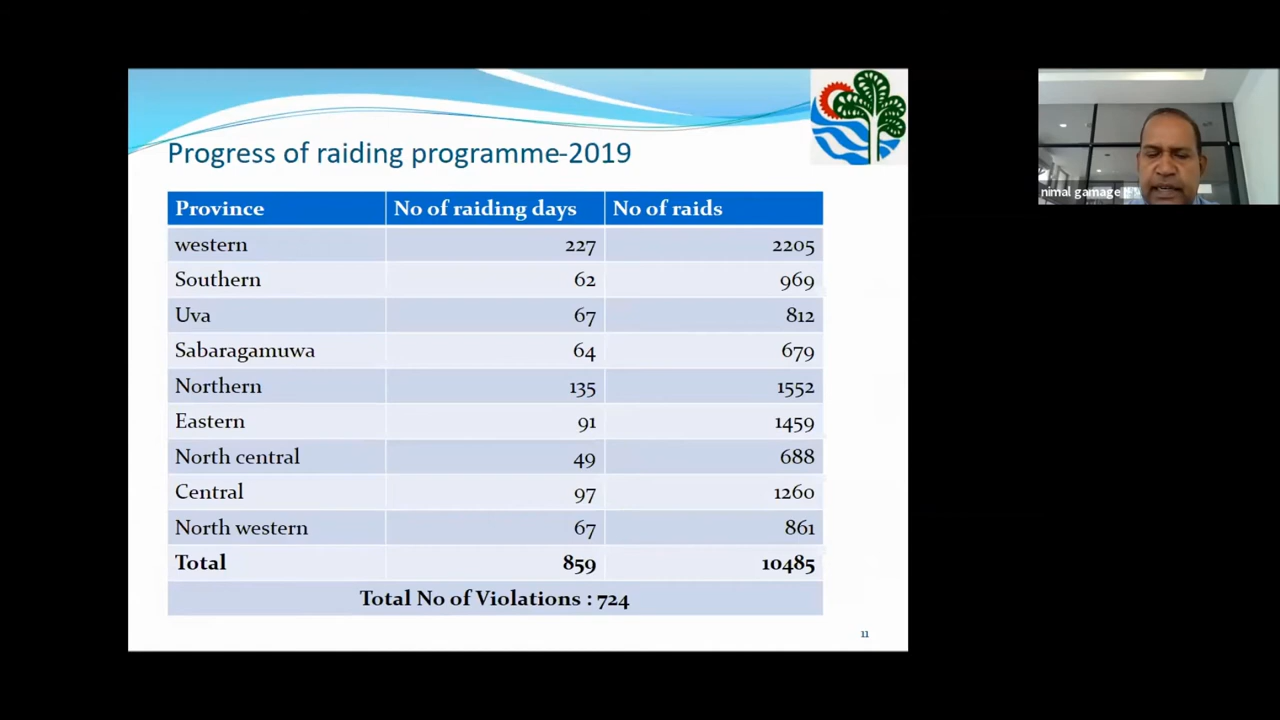 Progress of raiding programme-2019
Province No of raiding days No of raids
western 227 2205
Southern 62 969
Uva 67 812
Sabaragamuwa 64 679
Northern 135 1552
Eastern 91 1459
North central 49 688
Central 97 1260
North western 67 861
Total 859 10485
Total No of Violations : 724
11
nimal gamage